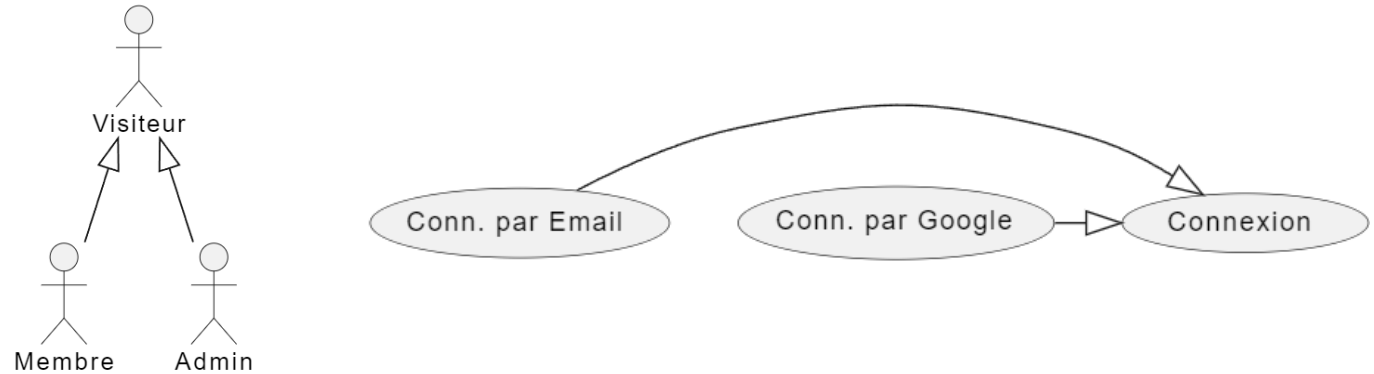 Visiteur
Conn. par Email
Conn. par Google
Connexion
Membre
Admin